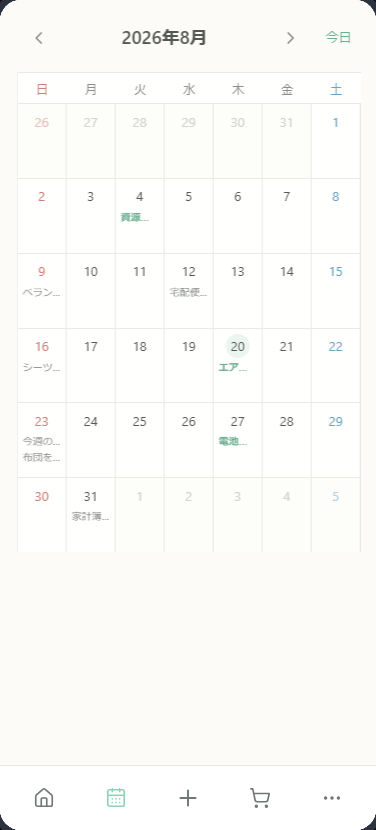 2026年8月 今日
日 月 火 水 木 金 土
26 27 28 29 30 31 1
2 3 4 5 6 7 8
資源...
9 10 11 12 13 14 15
ベラン... 宅配便...
16 17 18 19 20 21 22
シーツ... エア...
23 24 25 26 27 28 29
今週の... 電池...
布団を...
30 31 1 2 3 4 5
家計簿...